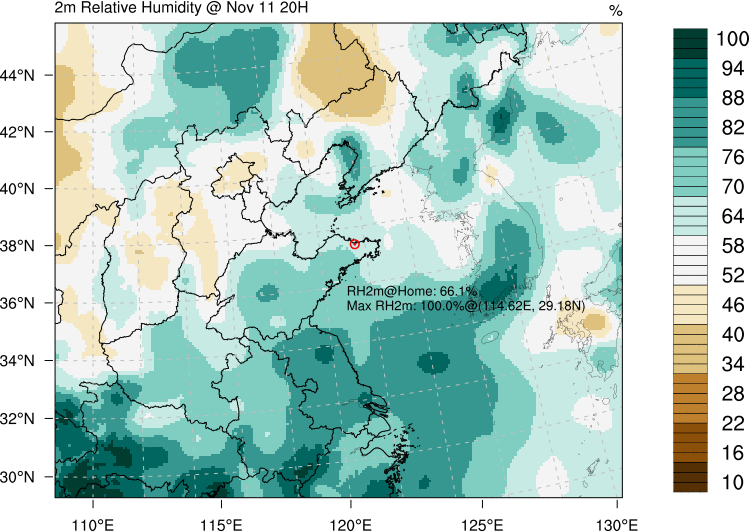 2m Relative Humidity @ Nov 11 20H
%
100
94
88
82
76
70
64
58
52
46
40
34
28
22
16
10
44°N
42°N
40°N
38°N
36°N
34°N
32°N
30°N
RH2m@Home: 66.1%
Max RH2m: 100.0%@(114.62E, 29.18N)
110°E
115°E
120°E
125°E
130°E